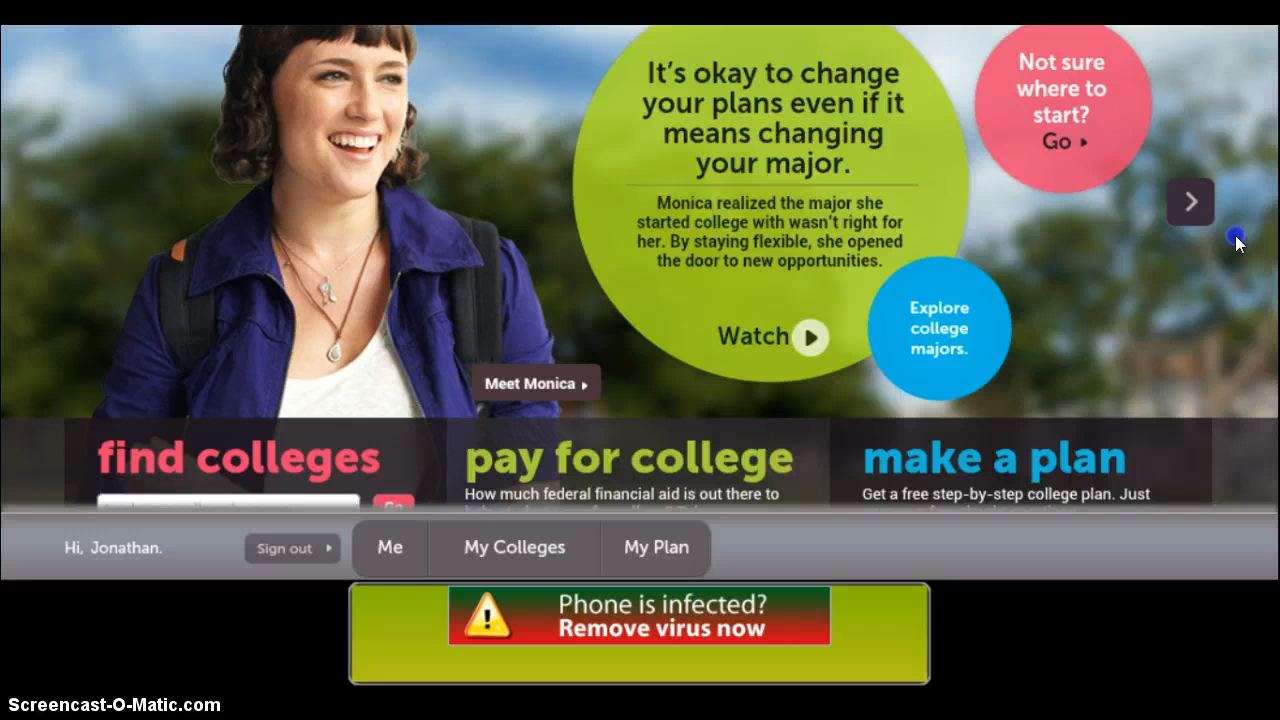 It's okay to change
your plans even if it
means changing
your major.
Monica realized the major she
started college with wasn't right for
her. By staying flexible, she opened
the door to new opportunities.
Watch
Not sure
where to
start?
Go
Explore
college
majors.
Meet Monica
find colleges
pay for college
How much federal financial aid is out there to
make a plan
Get a free step-by-step college plan. Just
Hi, Jonathan.
Sign out
Me
My Colleges
My Plan
Phone is infected?
Remove virus now
Screencast-O-Matic.com